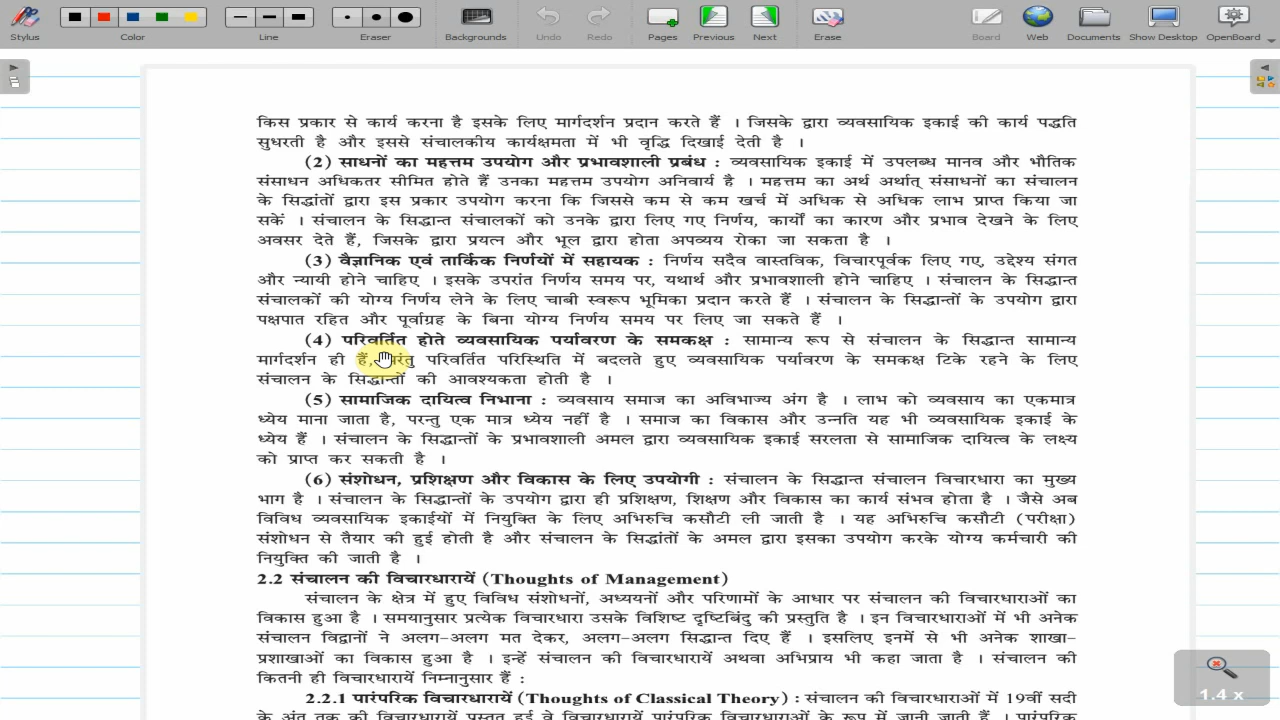 Stylus
Color
Line
Eraser
Backgrounds
Undo
Redo
Pages
Previous
Next
Erase
Board
Web
Documents
Show Desktop
OpenBoard
किस प्रकार से कार्य करना है इसके लिए मार्गदर्शन प्रदान करते हैं । जिसके द्वारा व्यवसायिक इकाई की कार्य पद्धति
सुधरती है और इससे संचालकीय कार्यक्षमता में भी वृद्धि दिखाई देती है ।
(2) साधनों का महत्तम उपयोग और प्रभावशाली प्रबंध : व्यवसायिक इकाई में उपलब्ध मानव और भौतिक
संसाधन अधिकतर सीमित होते हैं उनका महत्तम उपयोग अनिवार्य है । महत्तम का अर्थ अर्थात् संसाधनों का संचालन
के सिद्धांतों द्वारा इस प्रकार उपयोग करना कि जिससे कम से कम खर्च में अधिक से अधिक लाभ प्राप्त किया जा
सकें । संचालन के सिद्धान्त संचालकों को उनके द्वारा लिए गए निर्णय, कार्यों का कारण और प्रभाव देखने के लिए
अवसर देते हैं, जिसके द्वारा प्रयत्न और भूल द्वारा होता अपव्यय रोका जा सकता है ।
(3) वैज्ञानिक एवं तार्किक निर्णयों में सहायक : निर्णय सदैव वास्तविक, विचारपूर्वक लिए गए, उद्देश्य संगत
और न्यायी होने चाहिए । इसके उपरांत निर्णय समय पर, यथार्थ और प्रभावशाली होने चाहिए । संचालन के सिद्धान्त
संचालकों की योग्य निर्णय लेने के लिए चाबी स्वरूप भूमिका प्रदान करते हैं । संचालन के सिद्धान्तों के उपयोग द्वारा
पक्षपात रहित और पूर्वाग्रह के बिना योग्य निर्णय समय पर लिए जा सकते हैं ।
(4) परिवर्तित होते व्यवसायिक पर्यावरण के समकक्ष : सामान्य रूप से संचालन के सिद्धान्त सामान्य
मार्गदर्शन ही हैं, परंतु परिवर्तित परिस्थिति में बदलते हुए व्यवसायिक पर्यावरण के समकक्ष टिके रहने के लिए
संचालन के सिद्धान्तों की आवश्यकता होती है ।
(5) सामाजिक दायित्व निभाना : व्यवसाय समाज का अविभाज्य अंग है । लाभ को व्यवसाय का एकमात्र
ध्येय माना जाता है, परन्तु एक मात्र ध्येय नहीं है । समाज का विकास और उन्नति यह भी व्यवसायिक इकाई के
ध्येय हैं । संचालन के सिद्धान्तों के प्रभावशाली अमल द्वारा व्यवसायिक इकाई सरलता से सामाजिक दायित्व के लक्ष्य
को प्राप्त कर सकती है ।
(6) संशोधन, प्रशिक्षण और विकास के लिए उपयोगी : संचालन के सिद्धान्त संचालन विचारधारा का मुख्य
भाग है । संचालन के सिद्धान्तों के उपयोग द्वारा ही प्रशिक्षण, शिक्षण और विकास का कार्य संभव होता है । जैसे अब
विविध व्यवसायिक इकाईयों में नियुक्ति के लिए अभिरुचि कसौटी ली जाती है । यह अभिरुचि कसौटी (परीक्षा)
संशोधन से तैयार की हुई होती है और संचालन के सिद्धांतों के अमल द्वारा इसका उपयोग करके योग्य कर्मचारी की
नियुक्ति की जाती है ।
2.2 संचालन की विचारधारायें (Thoughts of Management)
संचालन के क्षेत्र में हुए विविध संशोधनों, अध्ययनों और परिणामों के आधार पर संचालन की विचारधाराओं का
विकास हुआ है । समयानुसार प्रत्येक विचारधारा उसके विशिष्ट दृष्टिबिंदु की प्रस्तुति है । इन विचारधाराओं में भी अनेक
संचालन विद्वानों ने अलग-अलग मत देकर, अलग-अलग सिद्धान्त दिए हैं । इसलिए इनमें से भी अनेक शाखा-
प्रशाखाओं का विकास हुआ है । इन्हें संचालन की विचारधारायें अथवा अभिप्राय भी कहा जाता है । संचालन की
कितनी ही विचारधारायें निम्नानुसार हैं :
2.2.1 पारंपरिक विचारधारायें (Thoughts of Classical Theory) : संचालन की विचारधाराओं में 19वीं सदी
के अंत तक की विचारधारायें प्रस्तुत हुई वे विचारधारायें पारंपरिक विचारधाराओं के रूप में जानी जाती हैं । पारंपरिक
1.4 x